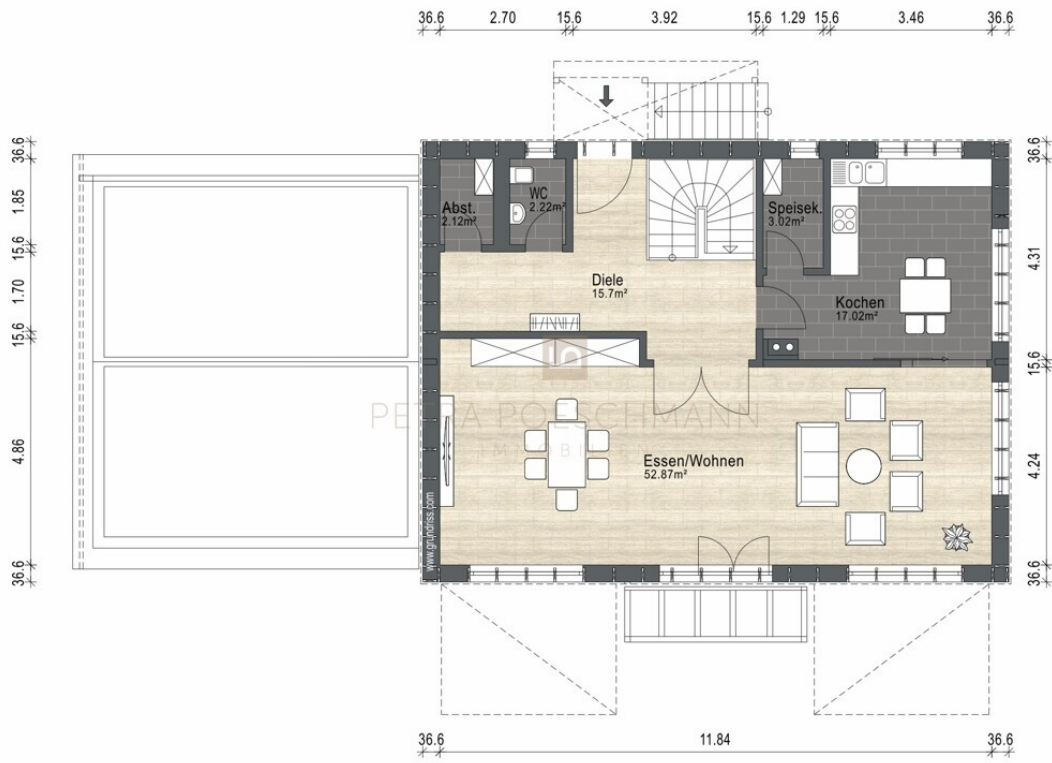 36.6 2.70 15.6 3.92 15.6 1.29 15.6 3.46 36.6
36.6
1.85
15.6
1.70
15.6
4.86
36.6
Abst.
2.12m²
WC
2.22m²
Diele
15.7m²
Speisek.
3.02m²
Kochen
17.02m²
PETRA POESCHMANN
IMMOBILIE
Essen/Wohnen
52.87m²
www.grundriss.com
36.6
4.31
15.6
4.24
36.6
36.6 11.84 36.6